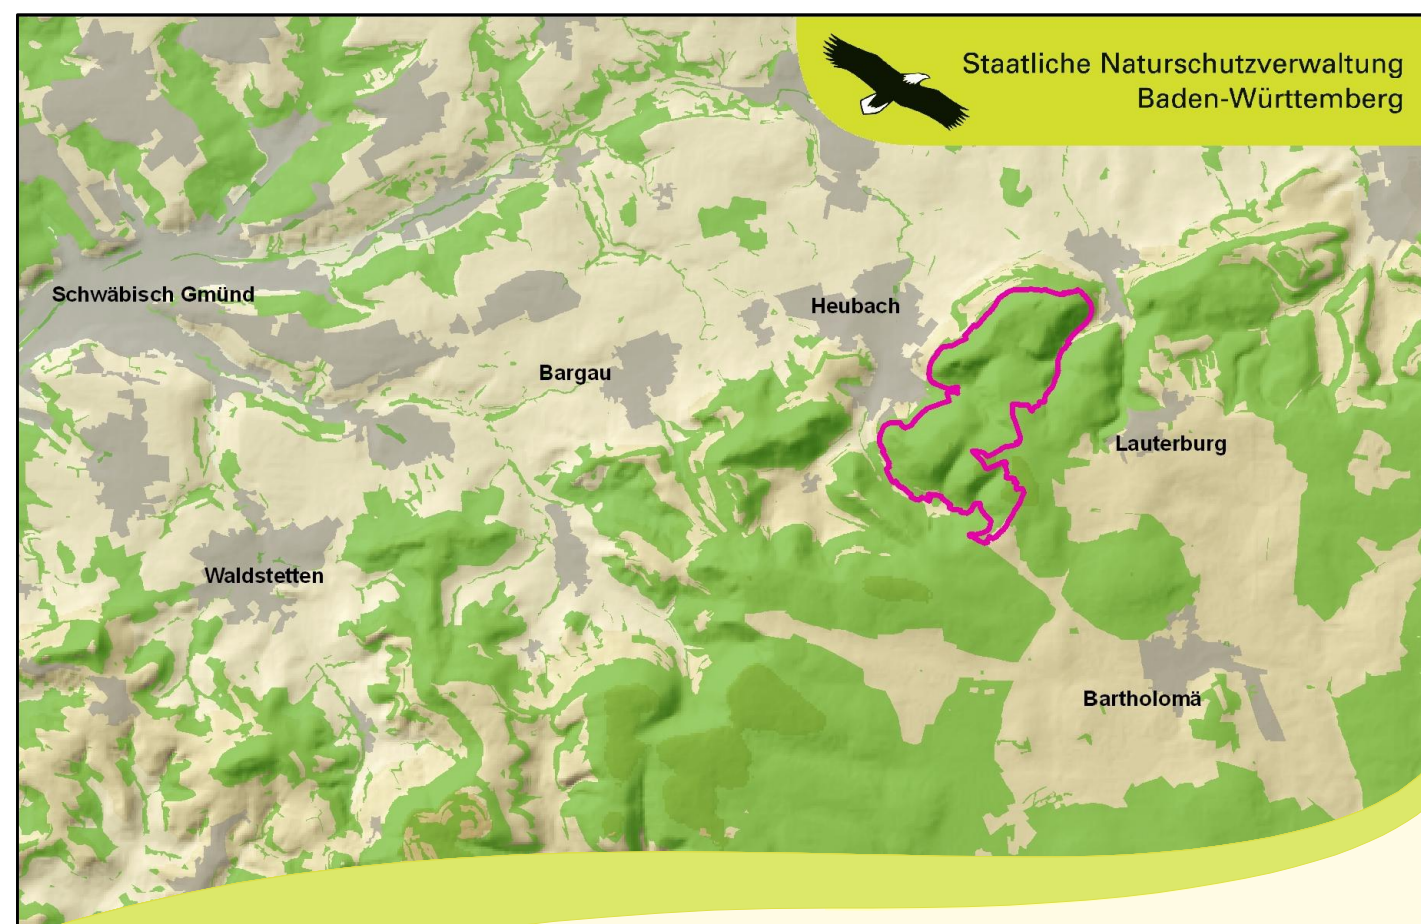 Staatliche Naturschutzverwaltung
Baden-Württemberg
Schwäbisch Gmünd
Heubach
Bargau
Lauterburg
Waldstetten
Bartholomä